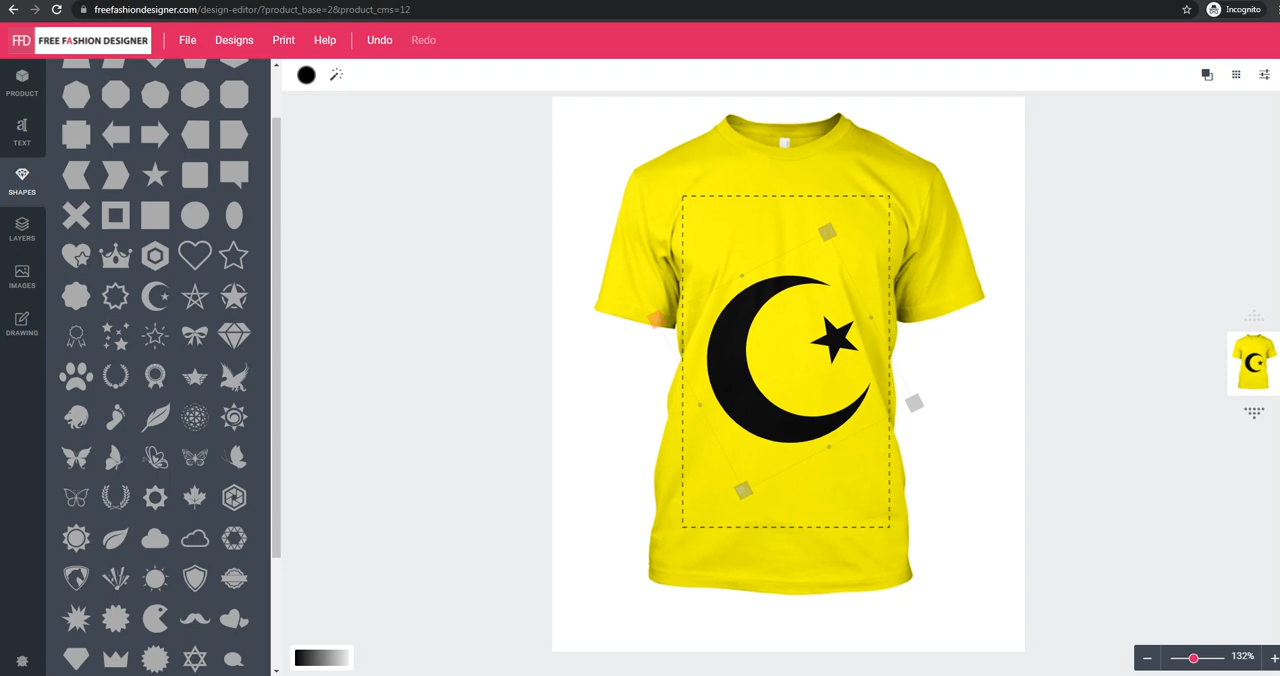 freefashiondesigner.com/design-editor/?product_base=2&product_cms=12
Incognito
FFD FREE FASHION DESIGNER
File Designs Print Help Undo Redo
PRODUCT
TEXT
SHAPES
LAYERS
IMAGES
DRAWING
132%